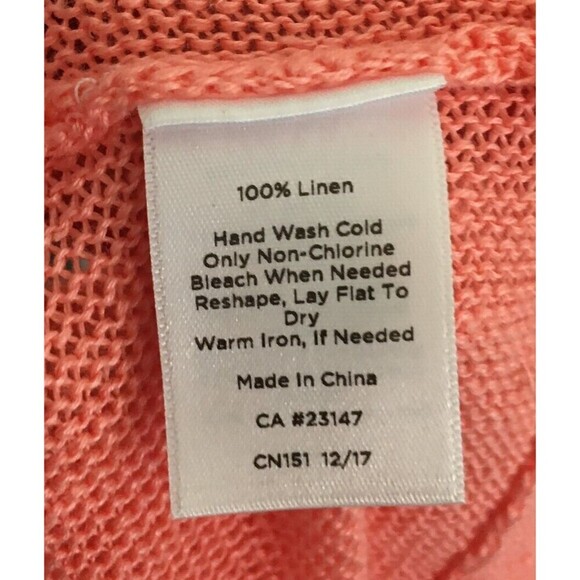 100% Linen
Hand Wash Cold
Only Non-Chlorine
Bleach When Needed
Reshape, Lay Flat To
Dry
Warm Iron, If Needed
Made In China
CA #23147
CN151 12/17